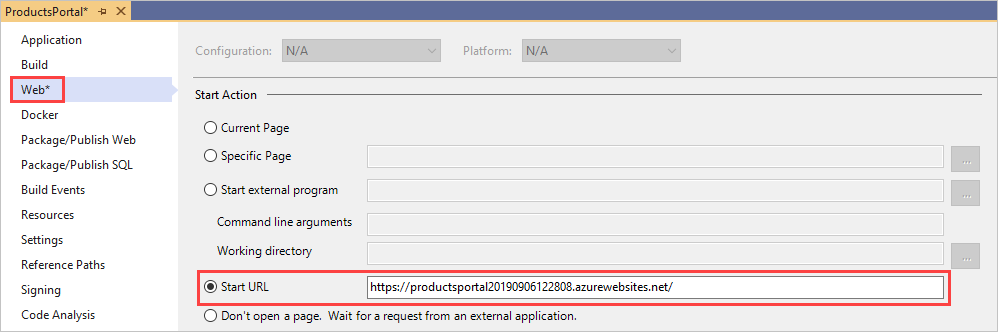 ProductsPortal*
Application
Build
Web*
Docker
Package/Publish Web
Package/Publish SQL
Build Events
Resources
Settings
Reference Paths
Signing
Code Analysis
Configuration: N/A Platform: N/A
Start Action
Current Page
Specific Page ...
Start external program ...
Command line arguments
Working directory ...
Start URL https://productsportal20190906122808.azurewebsites.net/
Don't open a page. Wait for a request from an external application.